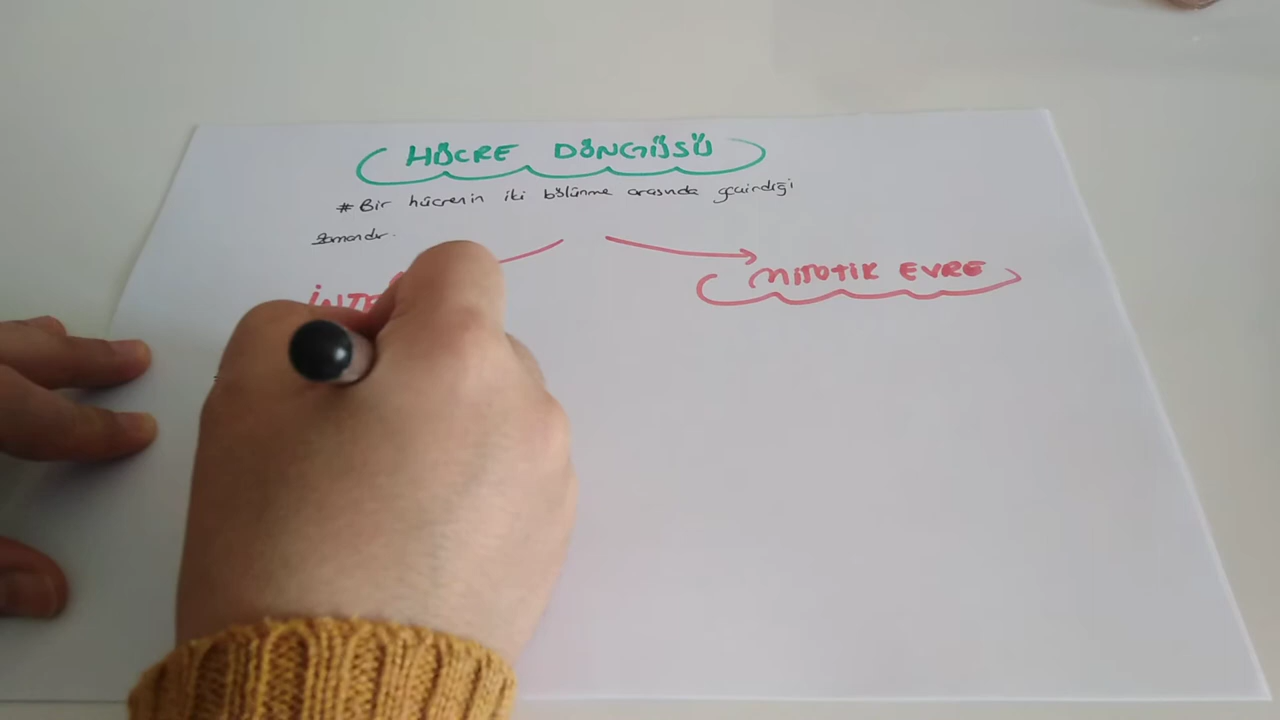 HÜCRE DÖNGÜSÜ
* Bir hücrenin iki bölünme arasında geçirdiği
zamandır.
MİTOTİK EVRE